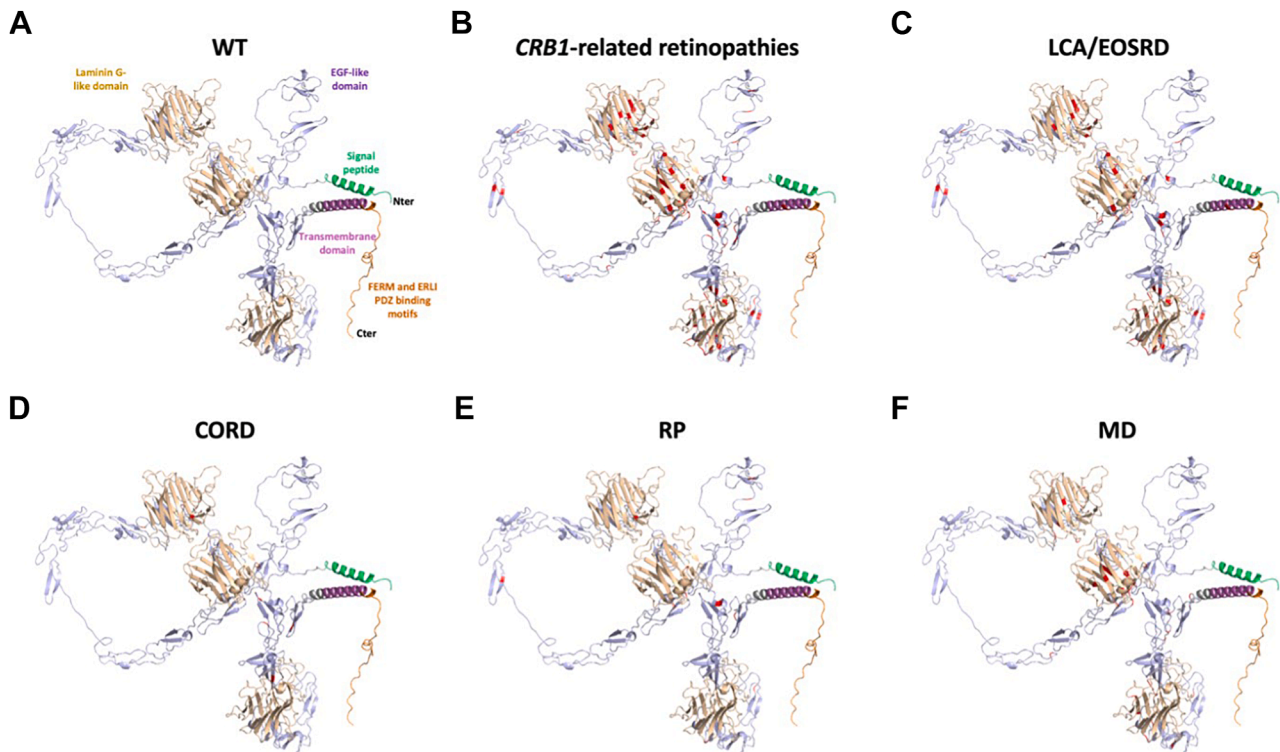 A
WT
Laminin G-
like domain
EGF-like
domain
Signal
peptide
Nter
Transmembrane
domain
FERM and ERLI
PDZ binding
motifs
Cter
B
CRB1-related retinopathies
C
LCA/EOSRD
D
CORD
E
RP
F
MD